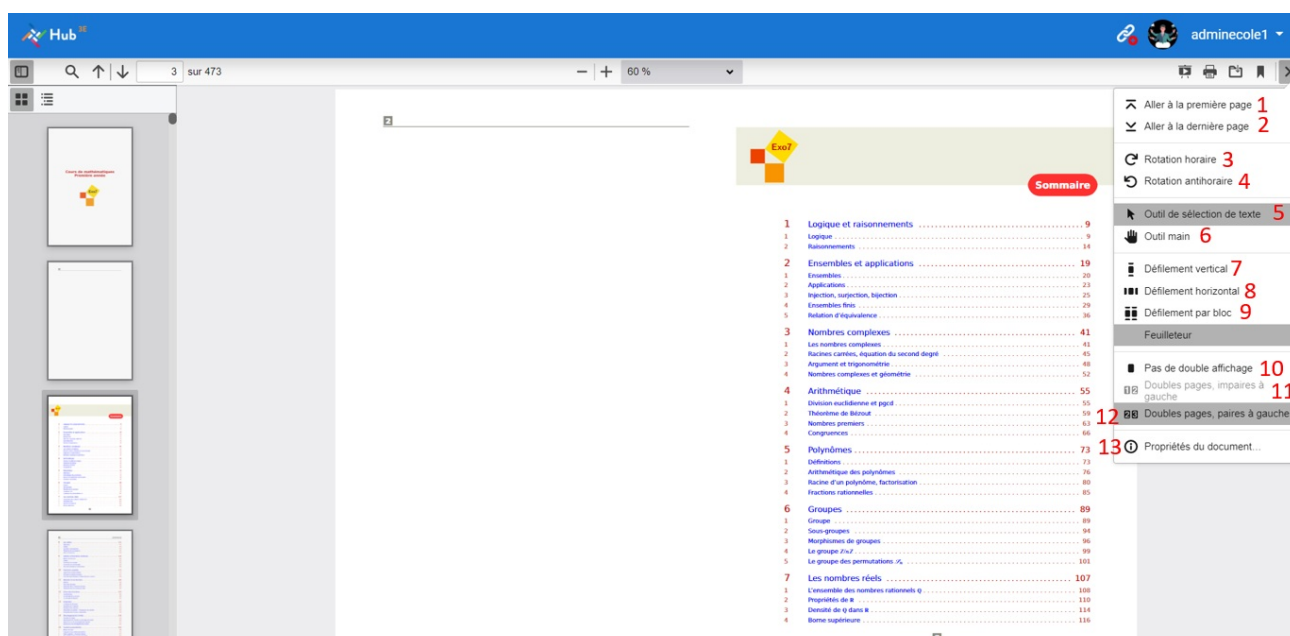 Hub
adminecole1
3 sur 473
60 %
Cours de mathématiques
Première année
Exo7
2
Exo7
Sommaire
1 Logique et raisonnements 9
1 Logique 9
2 Raisonnements 14
2 Ensembles et applications 19
1 Ensembles 20
2 Applications 23
3 Injection, surjection, bijection 25
4 Ensembles finis 29
5 Relation d'équivalence 36
3 Nombres complexes 41
1 Les nombres complexes 41
2 Racines carrées, équation du second degré 45
3 Argument et trigonométrie 48
4 Nombres complexes et géométrie 52
4 Arithmétique 55
1 Division euclidienne et pgcd 55
2 Théorème de Bézout 59
3 Nombres premiers 63
4 Congruences 66
5 Polynômes 73
1 Définitions 73
2 Arithmétique des polynômes 76
3 Racine d'un polynôme, factorisation 80
4 Fractions rationnelles 85
6 Groupes 89
1 Groupe 89
2 Sous-groupes 94
3 Morphismes de groupes 96
4 Le groupe Z/nZ 99
5 Le groupe des permutations 101
7 Les nombres réels 107
1 L'ensemble des nombres rationnels Q 108
2 Propriétés de R 110
3 Densité de Q dans R 114
4 Borne supérieure 116
Aller à la première page 1
Aller à la dernière page 2
Rotation horaire 3
Rotation antihoraire 4
Outil de sélection de texte 5
Outil main 6
Défilement vertical 7
Défilement horizontal 8
Défilement par bloc 9
Feuilleteur
Pas de double affichage 10
Doubles pages, impaires à
gauche 11
12 Doubles pages, paires à gauche
13 Propriétés du document...